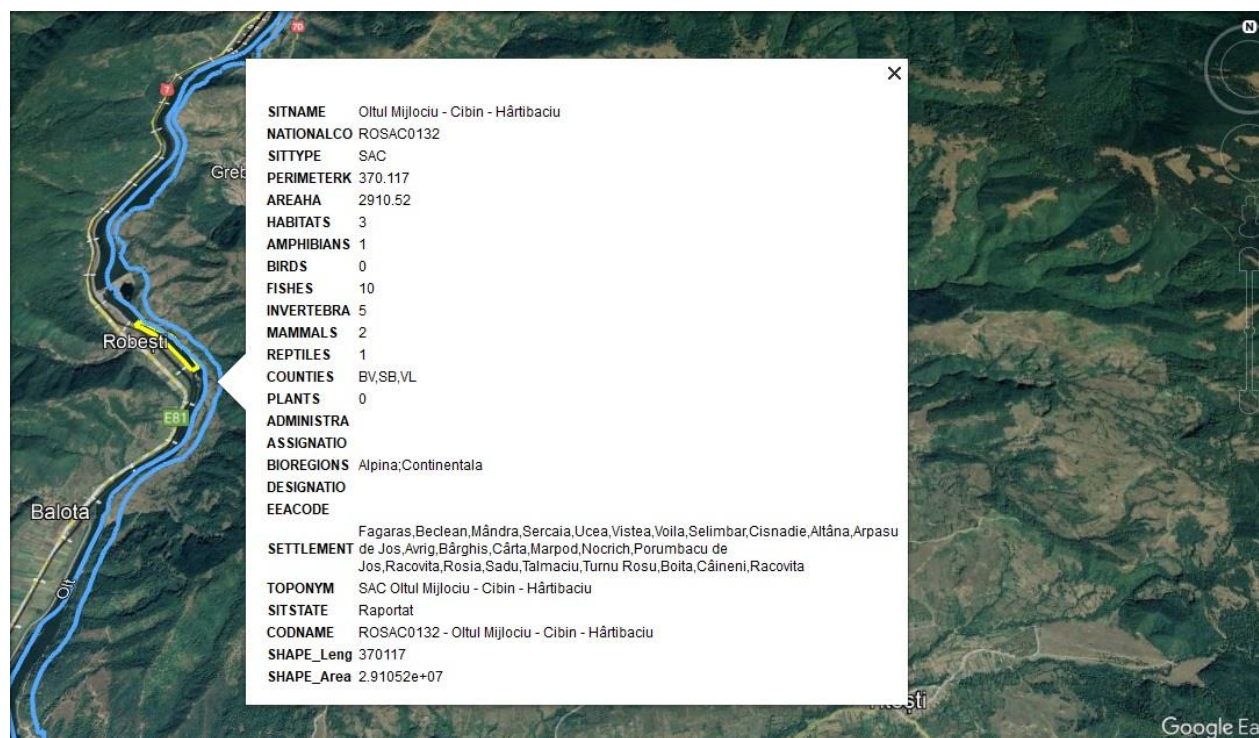 70
N
7
Greb
Robești
E81
Balota
Olt
×
SITNAME Oltul Mijlociu - Cibin - Hârtibaciu
NATIONALCO ROSAC0132
SITTYPE SAC
PERIMETERK 370.117
AREAHA 2910.52
HABITATS 3
AMPHIBIANS 1
BIRDS 0
FISHES 10
INVERTEBRA 5
MAMMALS 2
REPTILES 1
COUNTIES BV,SB,VL
PLANTS 0
ADMINISTRA
ASSIGNATIO
BIOREGIONS Alpina;Continentala
DESIGNATIO
EEACODE
SETTLEMENT Fagaras,Beclean,Mândra,Sercaia,Ucea,Vistea,Voila,Selimbar,Cisnadie,Altâna,Arpasu
de Jos,Avrig,Bârghis,Cârta,Marpod,Nocrich,Porumbacu de
Jos,Racovita,Rosia,Sadu,Talmaciu,Turnu Rosu,Boita,Câineni,Racovita
TOPONYM SAC Oltul Mijlociu - Cibin - Hârtibaciu
SITSTATE Raportat
CODNAME ROSAC0132 - Oltul Mijlociu - Cibin - Hârtibaciu
SHAPE_Leng 370117
SHAPE_Area 2.91052e+07
Google Ea